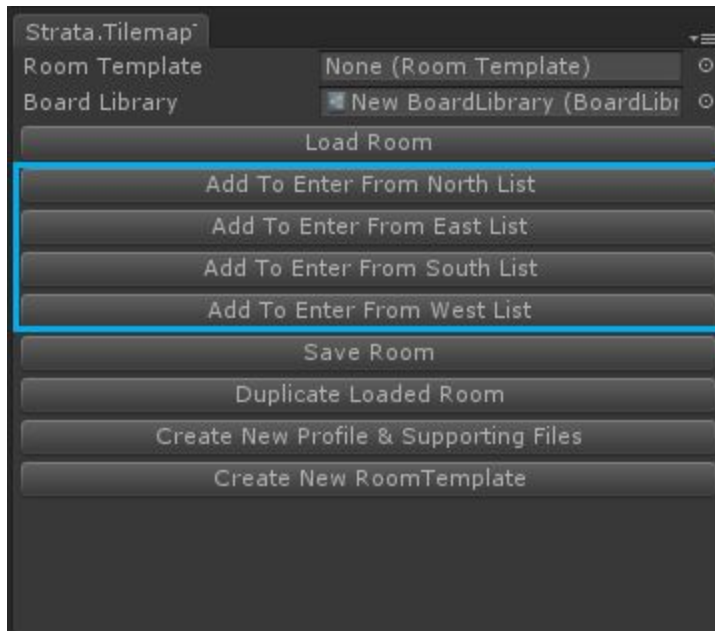 Strata.Tilemap
Room Template None (Room Template)
Board Library New BoardLibrary (BoardLibr
Load Room
Add To Enter From North List
Add To Enter From East List
Add To Enter From South List
Add To Enter From West List
Save Room
Duplicate Loaded Room
Create New Profile & Supporting Files
Create New RoomTemplate